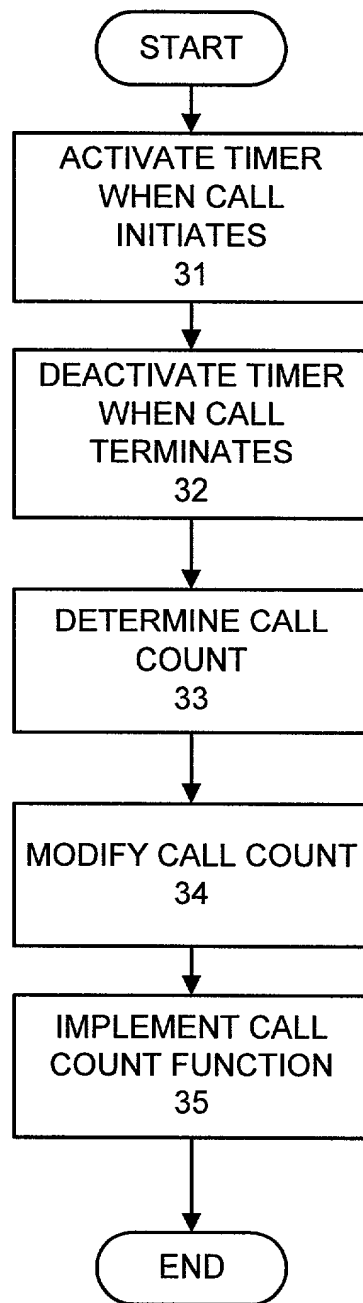 START
ACTIVATE TIMER
WHEN CALL
INITIATES
31
DEACTIVATE TIMER
WHEN CALL
TERMINATES
32
DETERMINE CALL
COUNT
33
MODIFY CALL COUNT
34
IMPLEMENT CALL
COUNT FUNCTION
35
END